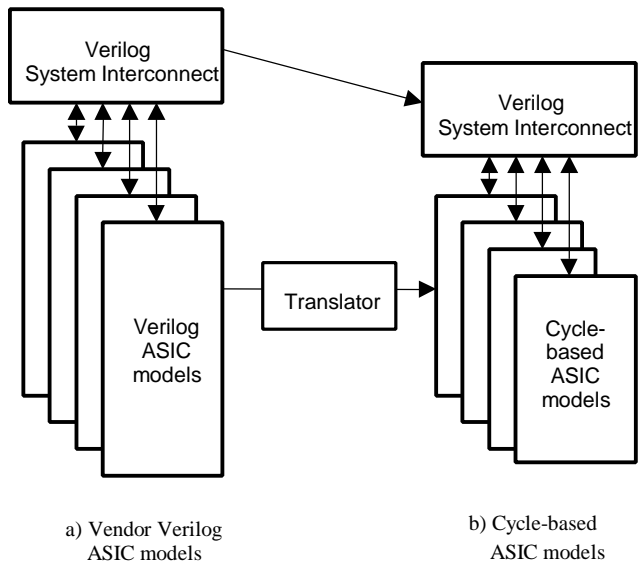 Verilog
System Interconnect
Verilog
System Interconnect
Translator
Verilog
ASIC
models
Cycle-
based
ASIC
models
a) Vendor Verilog
ASIC models
b) Cycle-based
ASIC models